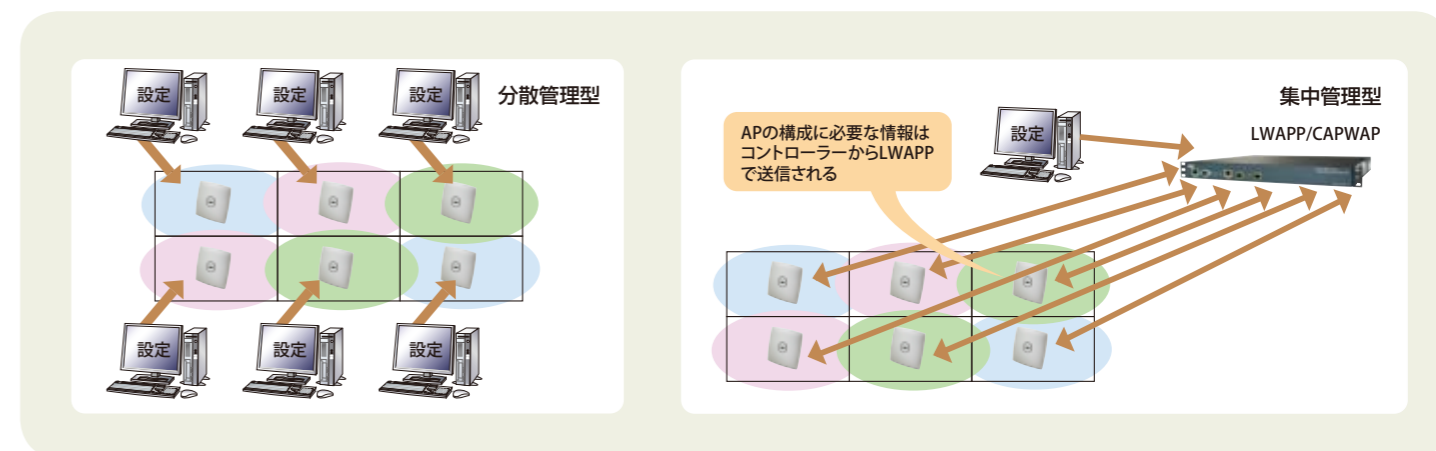 設定
設定
設定
分散管理型
設定
設定
設定
集中管理型
LWAPP/CAPWAP
設定
APの構成に必要な情報は
コントローラーからLWAPP
で送信される